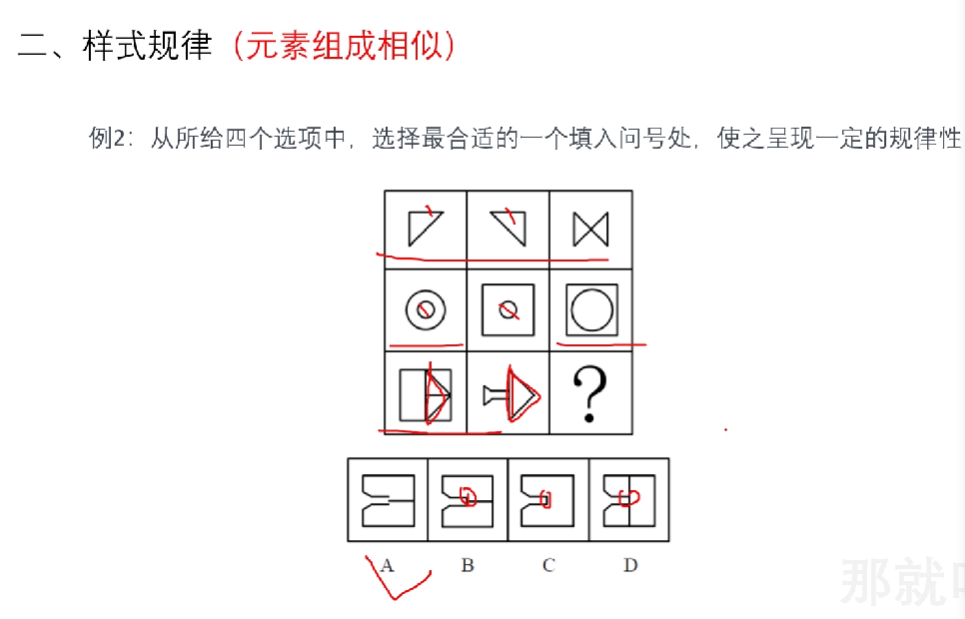 二、样式规律（元素组成相似）
例2：从所给四个选项中，选择最合适的一个填入问号处，使之呈现一定的规律性
?
A B C D
那就